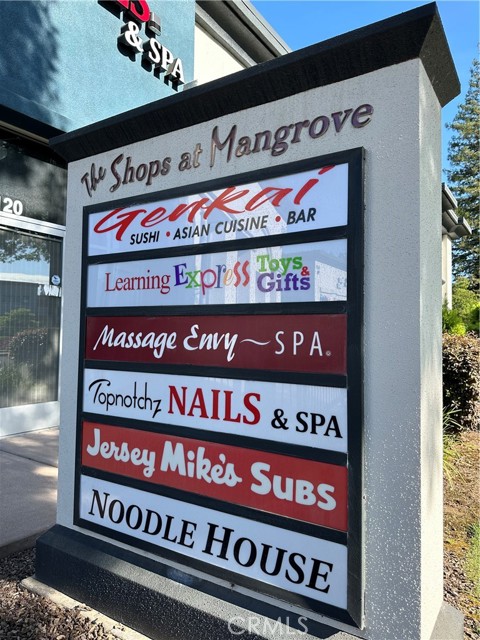 & SPA
120
The Shops at Mangrove
Genkai
SUSHI • ASIAN CUISINE • BAR
Learning Express Toys & Gifts
Massage Envy ~ SPA®
Topnotchz NAILS & SPA
Jersey Mike's Subs
NOODLE HOUSE
CRMLS